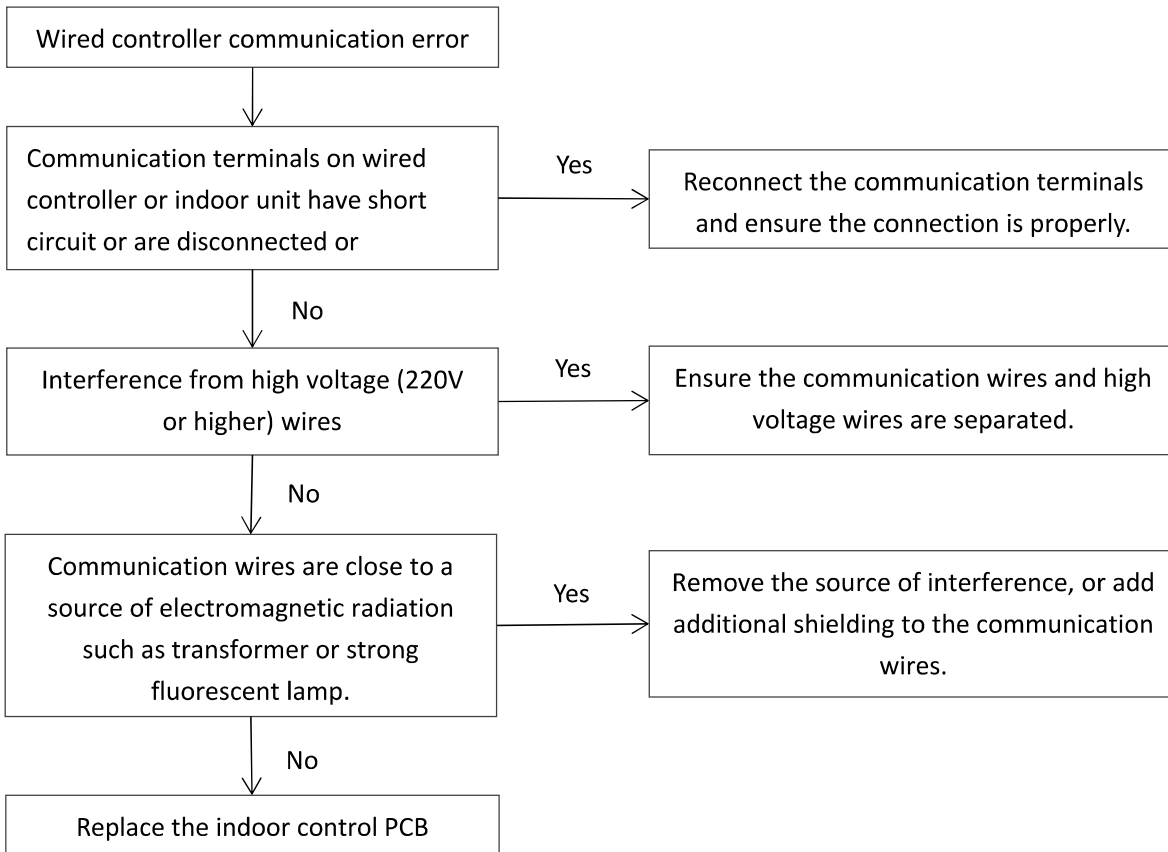 Wired controller communication error
Communication terminals on wired
controller or indoor unit have short
circuit or are disconnected or
Yes
Reconnect the communication terminals
and ensure the connection is properly.
No
Interference from high voltage (220V
or higher) wires
Yes
Ensure the communication wires and high
voltage wires are separated.
No
Communication wires are close to a
source of electromagnetic radiation
such as transformer or strong
fluorescent lamp.
Yes
Remove the source of interference, or add
additional shielding to the communication
wires.
No
Replace the indoor control PCB